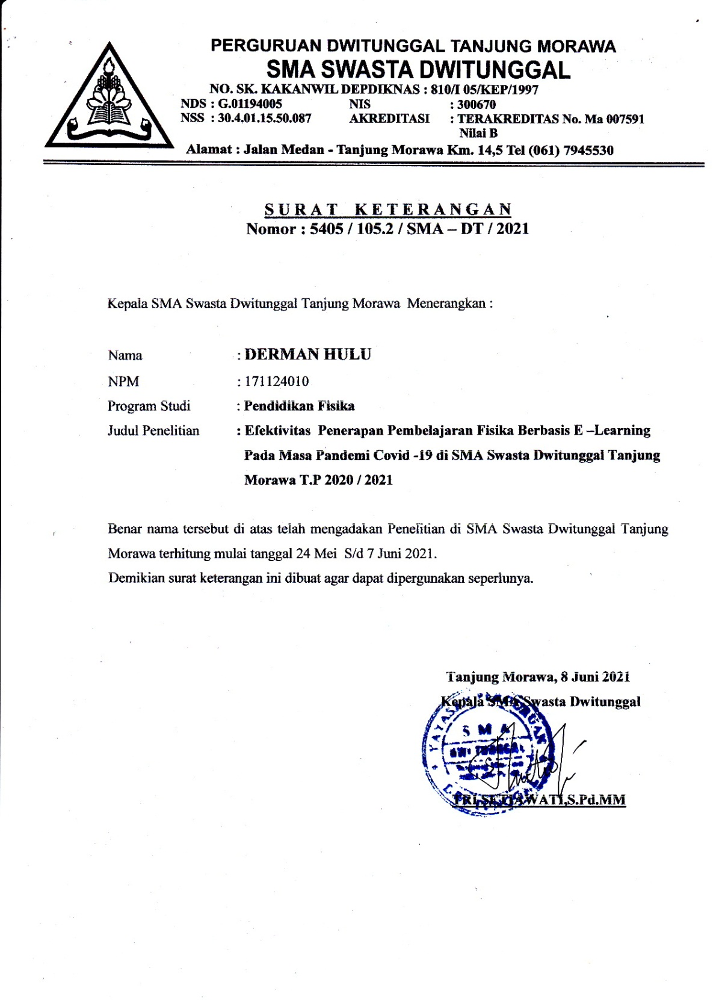 PERGURUAN DWITUNGGAL TANJUNG MORAWA
SMA SWASTA DWITUNGGAL
NO. SK. KAKANWIL DEPDIKNAS : 810/I 05/KEP/1997
NDS : G.01194005 NIS : 300670
NSS : 30.4.01.15.50.087 AKREDITASI : TERAKREDITAS No. Ma 007591
Nilai B
Alamat : Jalan Medan - Tanjung Morawa Km. 14,5 Tel (061) 7945530
SURAT KETERANGAN
Nomor : 5405 / 105.2 / SMA – DT / 2021
Kepala SMA Swasta Dwitunggal Tanjung Morawa Menerangkan :
Nama : DERMAN HULU
NPM : 171124010
Program Studi : Pendidikan Fisika
Judul Penelitian : Efektivitas Penerapan Pembelajaran Fisika Berbasis E –Learning
Pada Masa Pandemi Covid -19 di SMA Swasta Dwitunggal Tanjung
Morawa T.P 2020 / 2021
Benar nama tersebut di atas telah mengadakan Penelitian di SMA Swasta Dwitunggal Tanjung
Morawa terhitung mulai tanggal 24 Mei S/d 7 Juni 2021.
Demikian surat keterangan ini dibuat agar dapat dipergunakan seperlunya.
Tanjung Morawa, 8 Juni 2021
Kepala SMA Swasta Dwitunggal
SMA
TRI SETIAWATI,S.Pd.MM